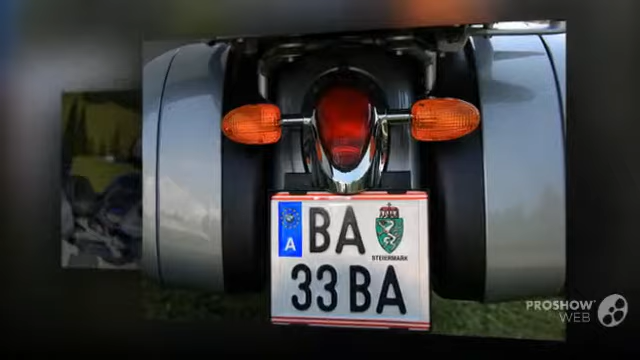 BA
A
STEIERMARK
33 BA
PROSHOW
WEB